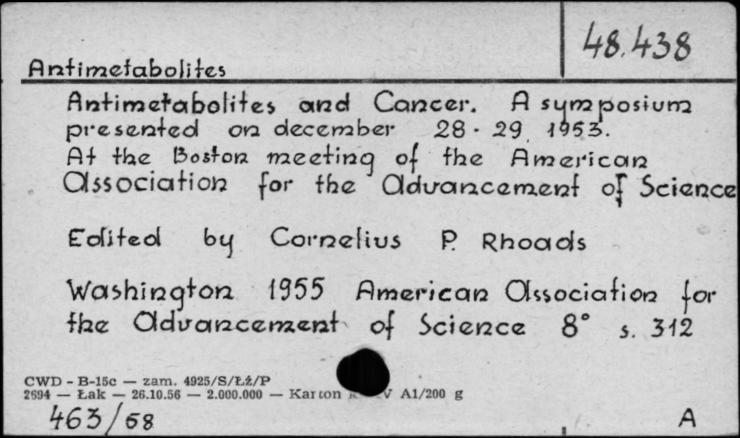 48.438
Antimetabolites
Antimetabolites and Cancer. A symposium
presented on december 28-29 1953.
At the Boston meeting of the American
Association for the Advancement of Science
Edited by Cornelius P. Rhoads
Washington 1955 American Association for
the Advancement of Science 8° s. 312
CWD - B-15c — zam. 4925/S/Łż/P
2694 — Łak — 26.10.56 — 2.000.000 — Karton V A1/200 g
463/58
A